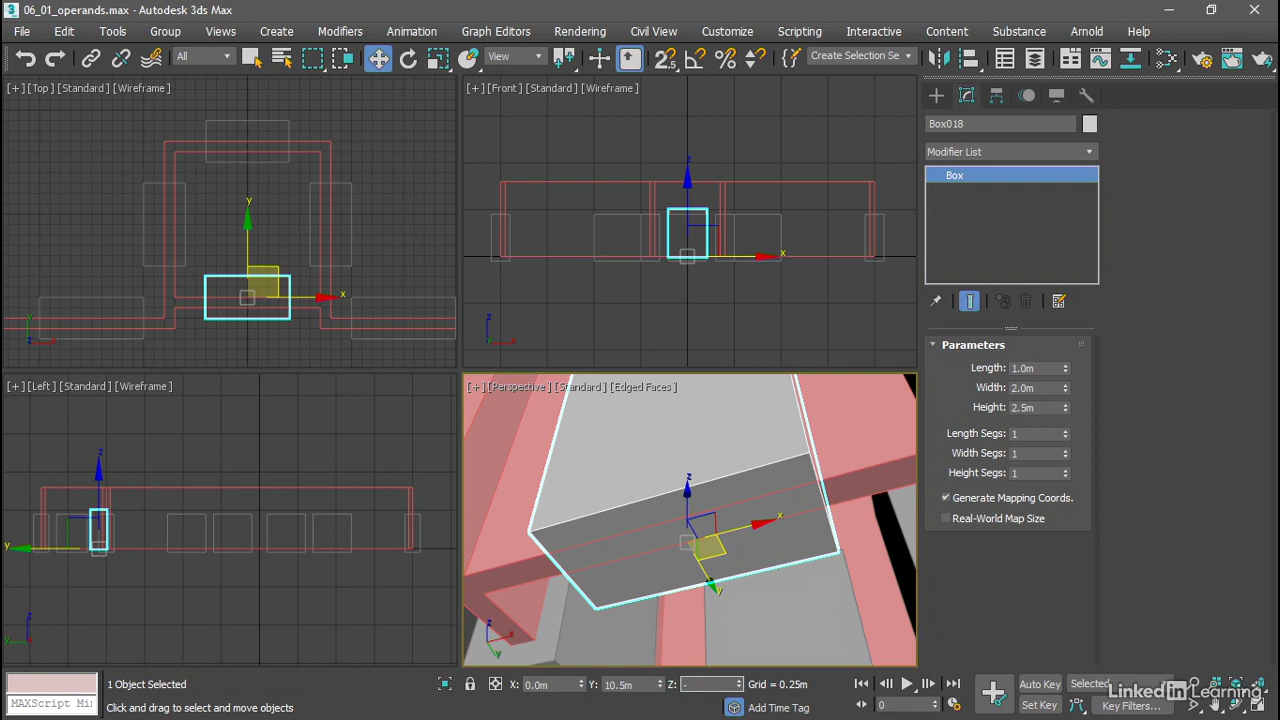 06_01_operands.max - Autodesk 3ds Max
File Edit Tools Group Views Create Modifiers Animation Graph Editors Rendering Civil View Customize Scripting Interactive Content Substance Arnold Help
All View Create Selection Se
[+] [Top] [Standard] [Wireframe]
[+] [Front] [Standard] [Wireframe]
Box018
Modifier List
Box
y
x
z
x
y
x
z
x
Parameters
Length: 1.0m
Width: 2.0m
Height: 2.5m
Length Segs: 1
Width Segs: 1
Height Segs: 1
Generate Mapping Coords.
Real-World Map Size
[+] [Left] [Standard] [Wireframe]
[+] [Perspective] [Standard] [Edged Faces]
z
y
z
y
z
x
y
z
x
y
1 Object Selected
X: 0.0m Y: 10.5m Z: - Grid = 0.25m
Auto Key Selected
MAXScript Mi
Click and drag to select and move objects
Add Time Tag
0
Set Key
Key Filters...
LinkedIn Learning